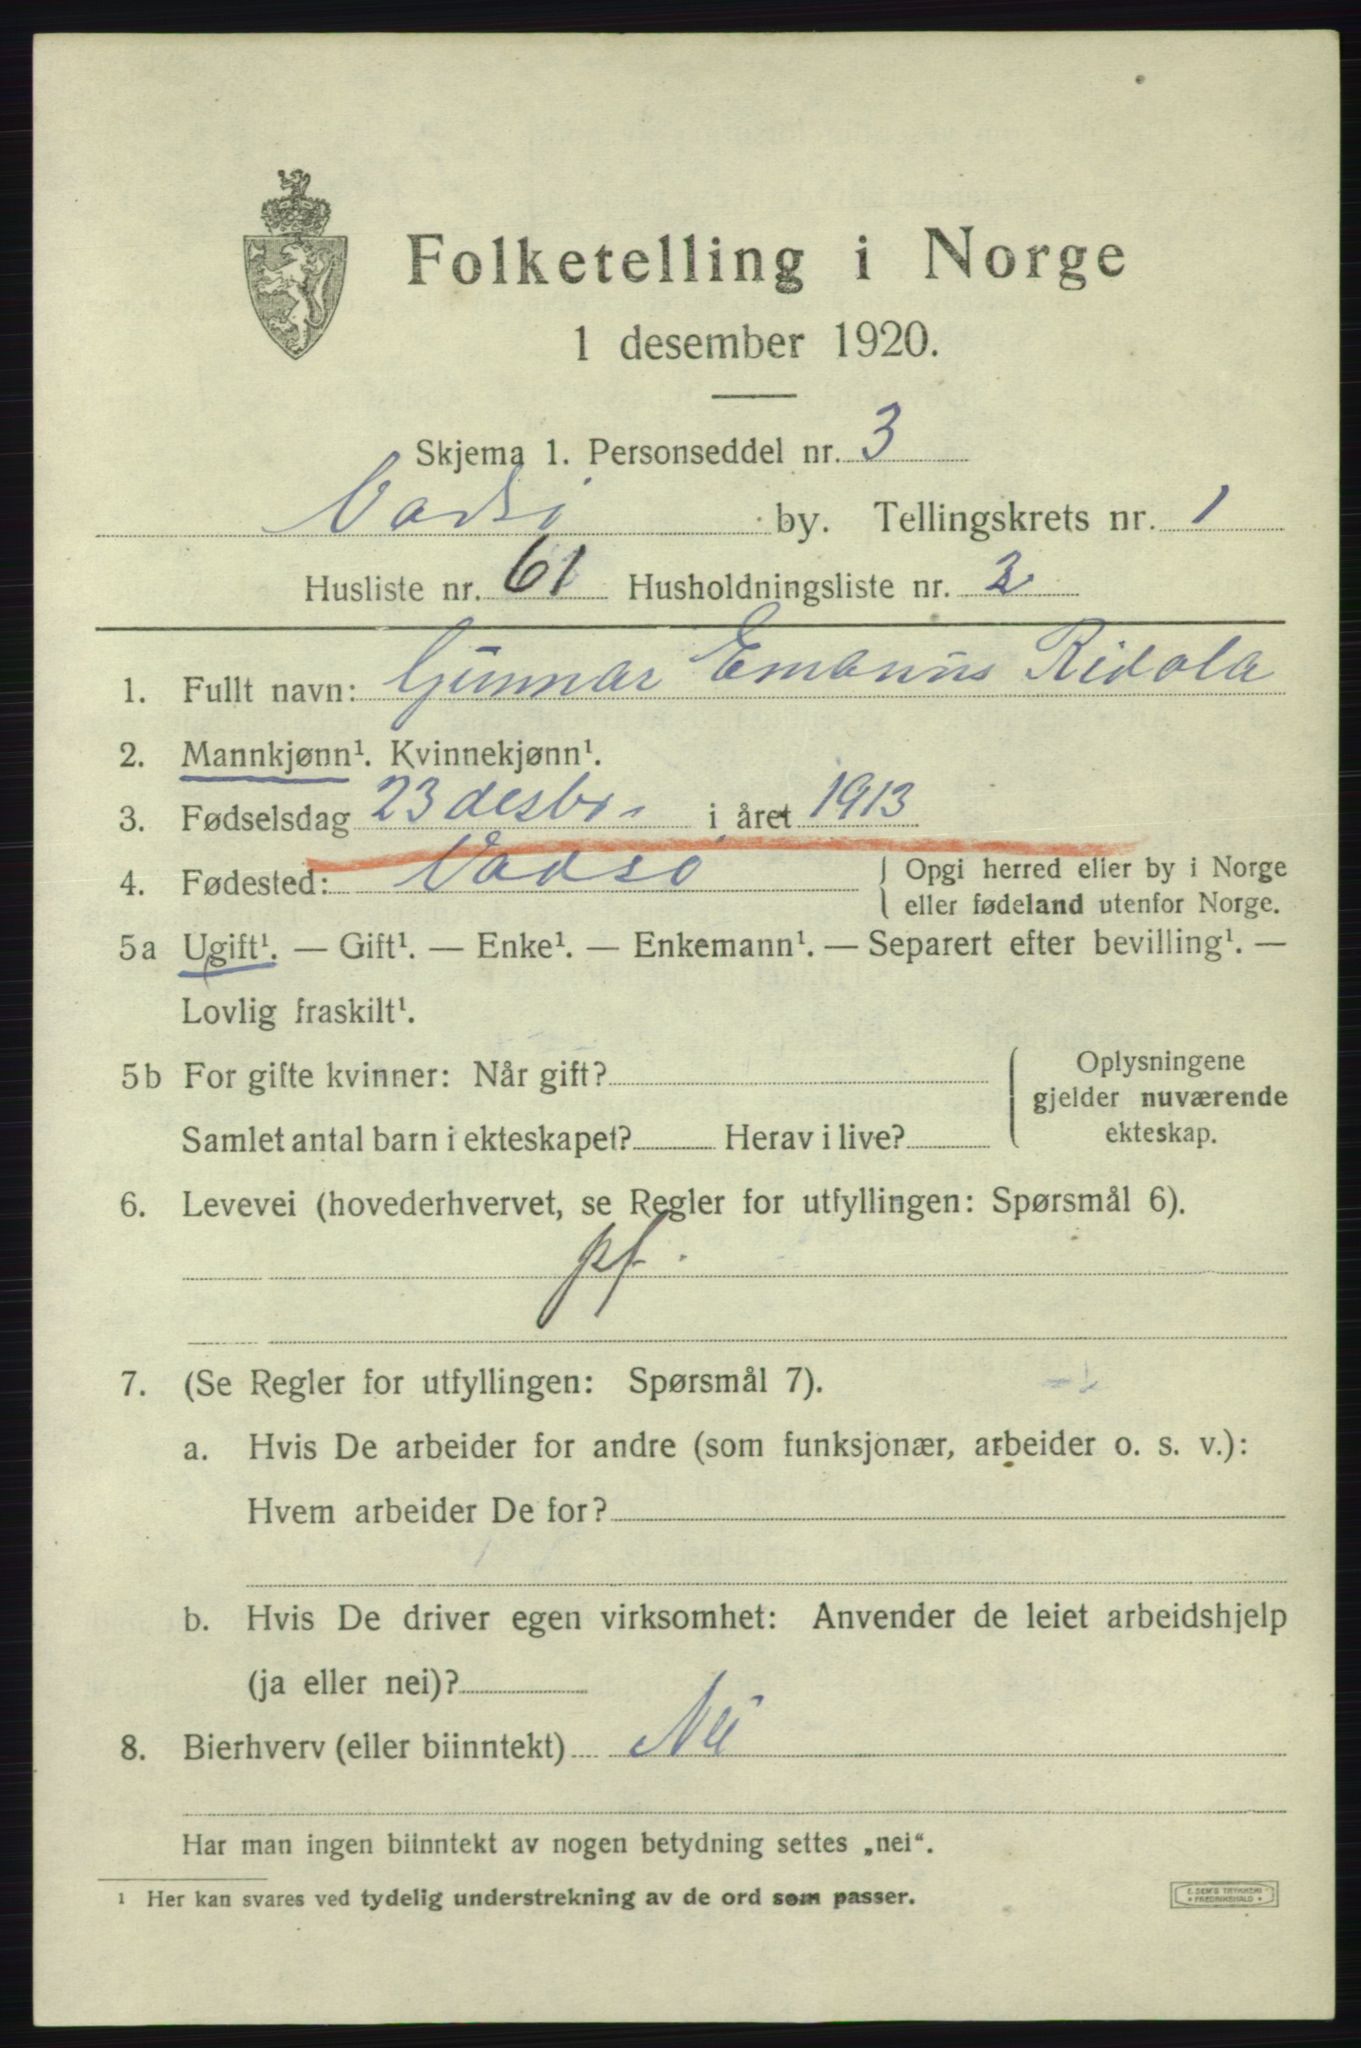 Folketelling i Norge
1 desember 1920.
Skjema 1. Personseddel nr. 3
Vadsø by. Tellingskrets nr. 1
Husliste nr. 61 Husholdningsliste nr. 2
1. Fullt navn: Gunnar Emanus Ridola
2. Mannkjønn¹. Kvinnekjønn¹.
3. Fødselsdag 23 desbr. i året 1913
4. Fødested: Vadsø { Opgi herred eller by i Norge
eller fødeland utenfor Norge.
5a Ugift¹. — Gift¹. — Enke¹. — Enkemann¹. — Separert efter bevilling¹. —
Lovlig fraskilt¹.
5b For gifte kvinner: Når gift? { Oplysningene
gjelder nuværende
Samlet antal barn i ekteskapet? Herav i live? ekteskap.
6. Levevei (hovederhvervet, se Regler for utfyllingen: Spørsmål 6).
pf.
7. (Se Regler for utfyllingen: Spørsmål 7).
a. Hvis De arbeider for andre (som funksjonær, arbeider o. s. v.):
Hvem arbeider De for?
b. Hvis De driver egen virksomhet: Anvender de leiet arbeidshjelp
(ja eller nei)?
8. Bierhverv (eller biinntekt) Nei
Har man ingen biinntekt av nogen betydning settes „nei“.
¹ Her kan svares ved tydelig understrekning av de ord som passer.
E. SEM'S TRYKKERI
• FREDRIKSHALD •